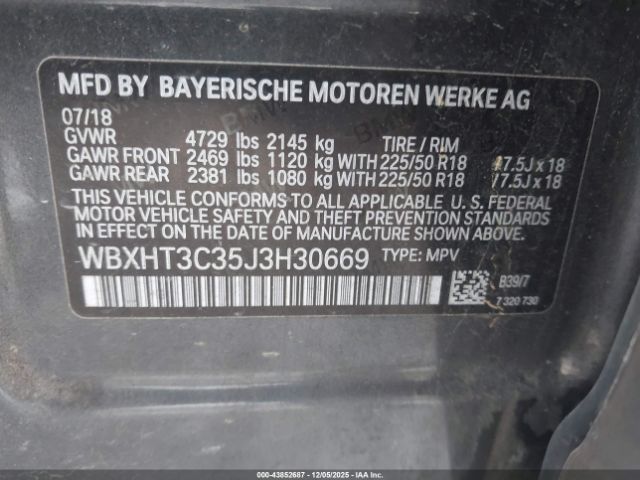 MFD BY BAYERISCHE MOTOREN WERKE AG
07/18
GVWR 4729 lbs 2145 kg TIRE / RIM
GAWR FRONT 2469 lbs 1120 kg WITH 225/50 R18 /7.5J x 18
GAWR REAR 2381 lbs 1080 kg WITH 225/50 R18 /7.5J x 18
THIS VEHICLE CONFORMS TO ALL APPLICABLE U.S. FEDERAL
MOTOR VEHICLE SAFETY AND THEFT PREVENTION STANDARDS
IN EFFECT ON THE DATE OF MANUFACTURE SHOWN ABOVE.
WBXHT3C35J3H30669 TYPE: MPV
B39/7
7 320 730
000-43852687 - 12/05/2025 - IAAI.COM